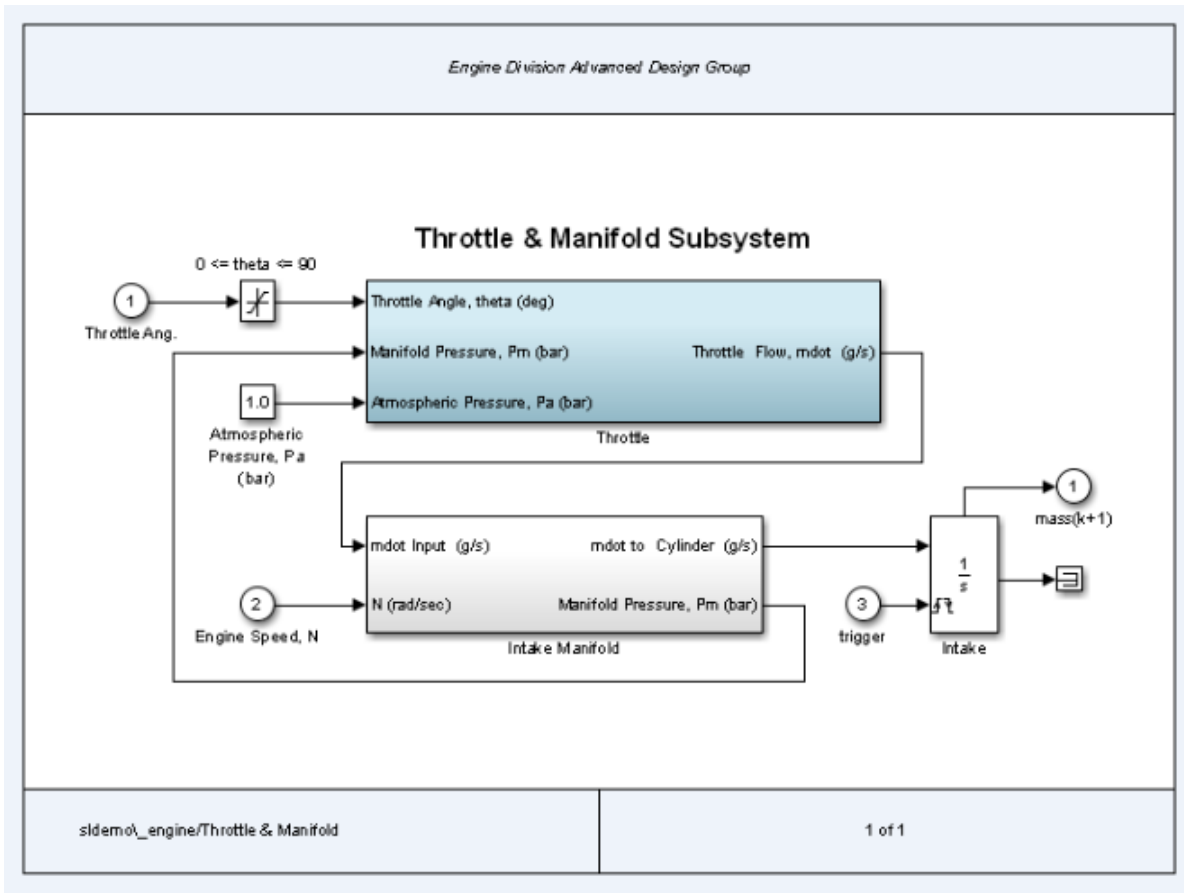 Engine Division Advanced Design Group
Throttle & Manifold Subsystem
0 <= theta <= 90
1
Throttle Ang.
Throttle Angle, theta (deg)
Manifold Pressure, Pm (bar)
Throttle Flow, mdot (g/s)
1.0
Atmospheric Pressure, Pa (bar)
Atmospheric
Pressure, Pa
(bar)
Throttle
1
mass(k+1)
mdot Input (g/s)
mdot to Cylinder (g/s)
1
s
2
N (rad/sec)
Manifold Pressure, Pm (bar)
3
Engine Speed, N
Intake Manifold
trigger
Intake
sldemo\_engine/Throttle & Manifold
1 of 1